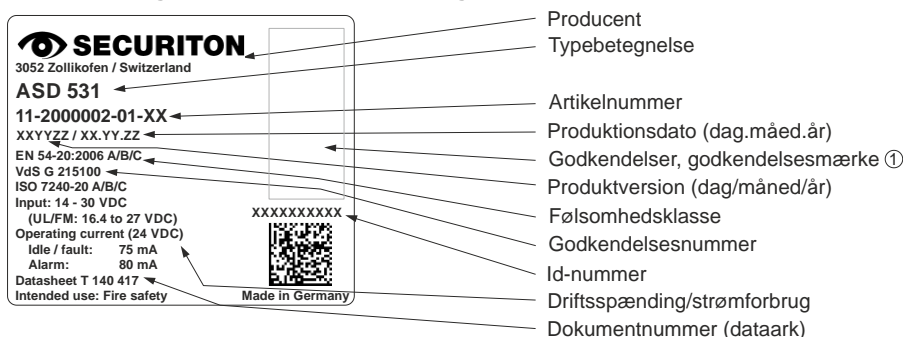 SECURITON
3052 Zollikofen / Switzerland
ASD 531
11-2000002-01-XX
XXYYZZ / XX.YY.ZZ
EN 54-20:2006 A/B/C
VdS G 215100
ISO 7240-20 A/B/C
Input: 14 - 30 VDC
(UL/FM: 16.4 to 27 VDC)
Operating current (24 VDC)
Idle / fault: 75 mA
Alarm: 80 mA
Datasheet T 140 417
Intended use: Fire safety
XXXXXXXXXX
Made in Germany
Producent
Typebetegnelse
Artikelnummer
Produktionsdato (dag.måed.år)
Godkendelser, godkendelsesmærke ①
Produktversion (dag/måned/år)
Følsomhedsklasse
Godkendelsesnummer
Id-nummer
Driftsspænding/strømforbrug
Dokumentnummer (dataark)